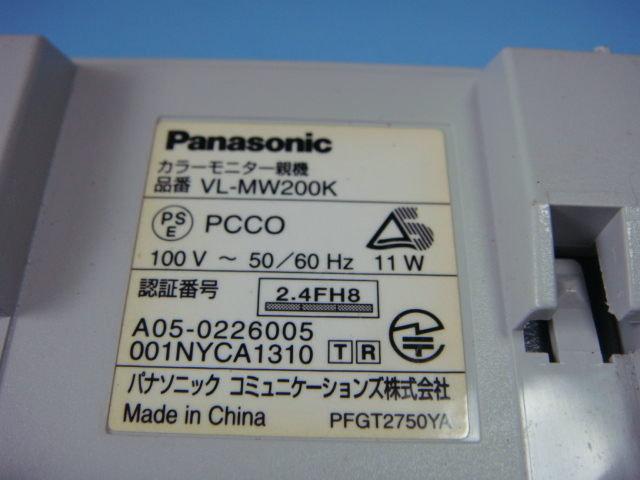 Panasonic
カラーモニター親機
品番 VL-MW200K
PS
E
PCCO
100 V ～ 50/60 Hz 11 W
認証番号 2.4FH8
A05-0226005
001NYCA1310 T R
パナソニック コミュニケーションズ株式会社
Made in China PFGT2750YA